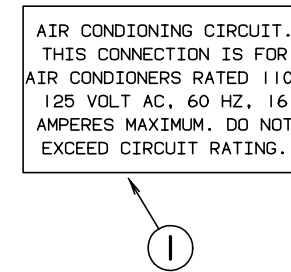 AIR CONDIONING CIRCUIT.
THIS CONNECTION IS FOR
AIR CONDIONERS RATED 110
125 VOLT AC, 60 HZ, 16
AMPERES MAXIMUM. DO NOT
EXCEED CIRCUIT RATING.
1